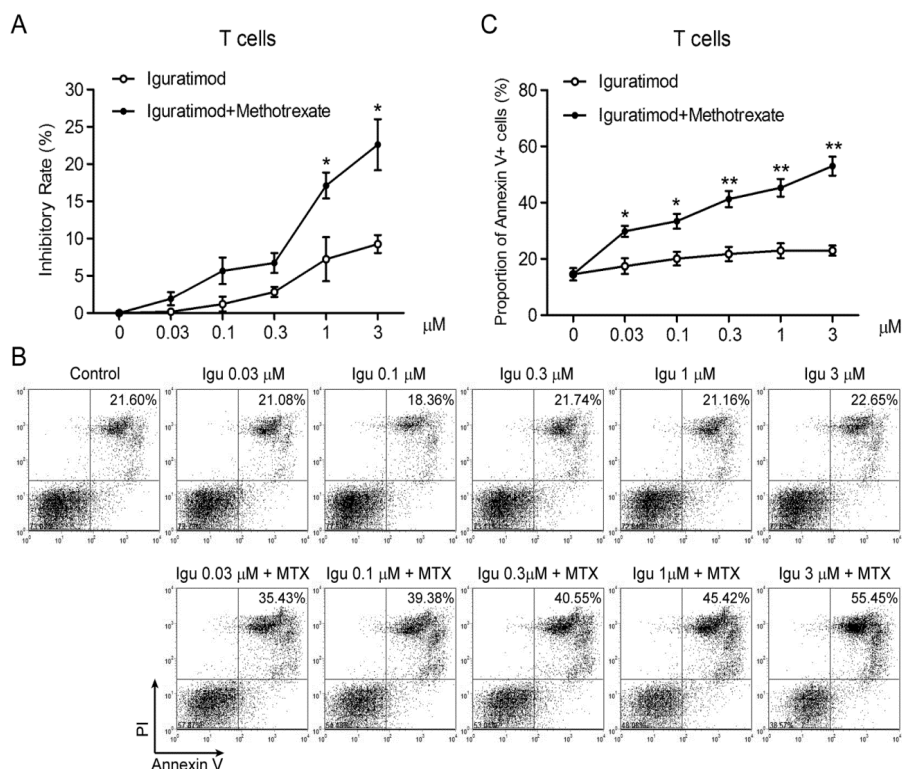 A
T cells
Iguratimod
Iguratimod+Methotrexate
Inhibitory Rate (%)
30
25
20
15
10
5
0
*
*
0 0.03 0.1 0.3 1 3 μM
C
T cells
Iguratimod
Iguratimod+Methotrexate
Proportion of Annexin V+ cells (%)
80
60
40
20
0
* * ** ** **
0 0.03 0.1 0.3 1 3 μM
B
Control
21.60%
Igu 0.03 μM
21.08%
Igu 0.1 μM
18.36%
Igu 0.3 μM
21.74%
Igu 1 μM
21.16%
Igu 3 μM
22.65%
Igu 0.03 μM + MTX
35.43%
Igu 0.1 μM + MTX
39.38%
Igu 0.3μM + MTX
40.55%
Igu 1μM + MTX
45.42%
Igu 3 μM + MTX
55.45%
PI
Annexin V